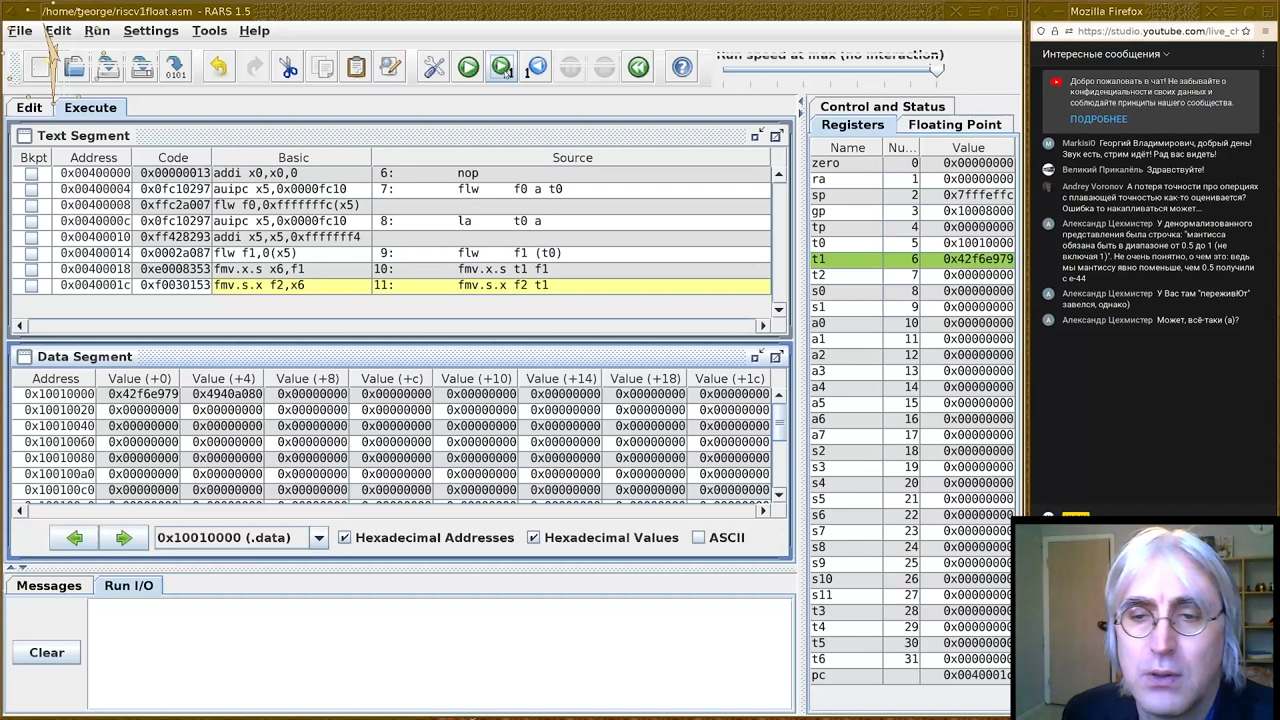 /home/george/riscv1float.asm - RARS 1.5
File Edit Run Settings Tools Help
Run speed at max (no interaction)
Edit Execute
Text Segment
Bkpt Address Code Basic Source
0x00400000 0x00000013 addi x0,x0,0 6: nop
0x00400004 0x0fc10297 auipc x5,0x0000fc10 7: flw f0 a t0
0x00400008 0xffc2a007 flw f0,0xfffffffc(x5)
0x0040000c 0x0fc10297 auipc x5,0x0000fc10 8: la t0 a
0x00400010 0xff428293 addi x5,x5,0xfffffff4
0x00400014 0x0002a087 flw f1,0(x5) 9: flw f1 (t0)
0x00400018 0xe0008353 fmv.x.s x6,f1 10: fmv.x.s t1 f1
0x0040001c 0xf0030153 fmv.s.x f2,x6 11: fmv.s.x f2 t1
Data Segment
Address Value (+0) Value (+4) Value (+8) Value (+c) Value (+10) Value (+14) Value (+18) Value (+1c)
0x10010000 0x42f6e979 0x4940a080 0x00000000 0x00000000 0x00000000 0x00000000 0x00000000 0x00000000
0x10010020 0x00000000 0x00000000 0x00000000 0x00000000 0x00000000 0x00000000 0x00000000 0x00000000
0x10010040 0x00000000 0x00000000 0x00000000 0x00000000 0x00000000 0x00000000 0x00000000 0x00000000
0x10010060 0x00000000 0x00000000 0x00000000 0x00000000 0x00000000 0x00000000 0x00000000 0x00000000
0x10010080 0x00000000 0x00000000 0x00000000 0x00000000 0x00000000 0x00000000 0x00000000 0x00000000
0x100100a0 0x00000000 0x00000000 0x00000000 0x00000000 0x00000000 0x00000000 0x00000000 0x00000000
0x100100c0 0x00000000 0x00000000 0x00000000 0x00000000 0x00000000 0x00000000 0x00000000 0x00000000
0x10010000 (.data) Hexadecimal Addresses Hexadecimal Values ASCII
Messages Run I/O
Clear
Control and Status
Registers Floating Point
Name Nu... Value
zero 0 0x00000000
ra 1 0x00000000
sp 2 0x7fffeffc
gp 3 0x10008000
tp 4 0x00000000
t0 5 0x10010000
t1 6 0x42f6e979
t2 7 0x00000000
s0 8 0x00000000
s1 9 0x00000000
a0 10 0x00000000
a1 11 0x00000000
a2 12 0x00000000
a3 13 0x00000000
a4 14 0x00000000
a5 15 0x00000000
a6 16 0x00000000
a7 17 0x00000000
s2 18 0x00000000
s3 19 0x00000000
s4 20 0x00000000
s5 21 0x00000000
s6 22 0x00000000
s7 23 0x00000000
s8 24 0x00000000
s9 25 0x00000000
s10 26 0x00000000
s11 27 0x00000000
t3 28 0x00000000
t4 29 0x00000000
t5 30 0x00000000
t6 31 0x00000000
pc 0x0040001c
Mozilla Firefox
https://studio.youtube.com/live_ch
Интересные сообщения
Добро пожаловать в чат! Не забывайте о
конфиденциальности своих данных и
соблюдайте принципы нашего сообщества.
ПОДРОБНЕЕ
MarkisI0 Георгий Владимирович, добрый день!
Звук есть, стрим идёт! Рад вас видеть!
Великий Прикалёль Здравствуйте!
Andrey Voronov А потеря точности про оперциях
с плавающей точностью как-то оценивается?
Ошибка то накапливаться может...
Александр Цехмистер У денормализованного
представления была строчка: "мантисса
обязана быть в диапазоне от 0.5 до 1 (не
включая 1)". Не очень понятно, о чем это: ведь
мы мантиссу явно поменьше, чем 0.5 получили
с е-44
Александр Цехмистер У Вас там "переживЮт"
завелся, однако)
Александр Цехмистер Может, всё-таки (а)?